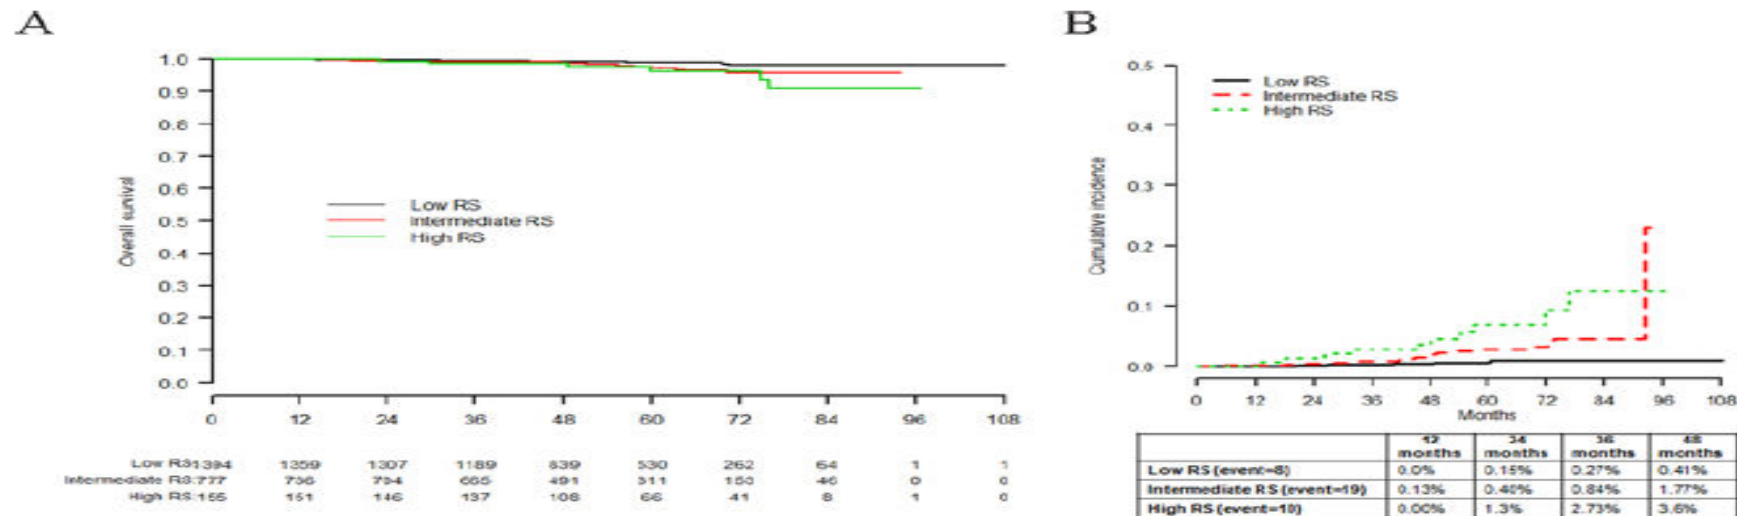 A
1.0
0.9
0.8
0.7
0.6
0.5
0.4
0.3
0.2
0.1
0.0
Overall survival
Low RS
Intermediate RS
High RS
0 12 24 36 48 60 72 84 96 108
Low RS:1394 1359 1307 1189 839 530 262 64 1 1
Intermediate RS:777 491 311 46 0 0
High RS:155 151 146 137 108 66 41 8 1 0
B
0.5
0.4
0.3
0.2
0.1
0.0
Cumulative incidence
Low RS
Intermediate RS
High RS
0 12 24 36 48 60 72 84 96 108
Months
12 months 24 months 36 months 48 months
Low RS (event=8) 0.0% 0.15% 0.27% 0.41%
Intermediate RS (event=19) 0.13% 0.40% 0.84% 1.77%
High RS (event=10) 0.00% 1.3% 2.73% 3.6%